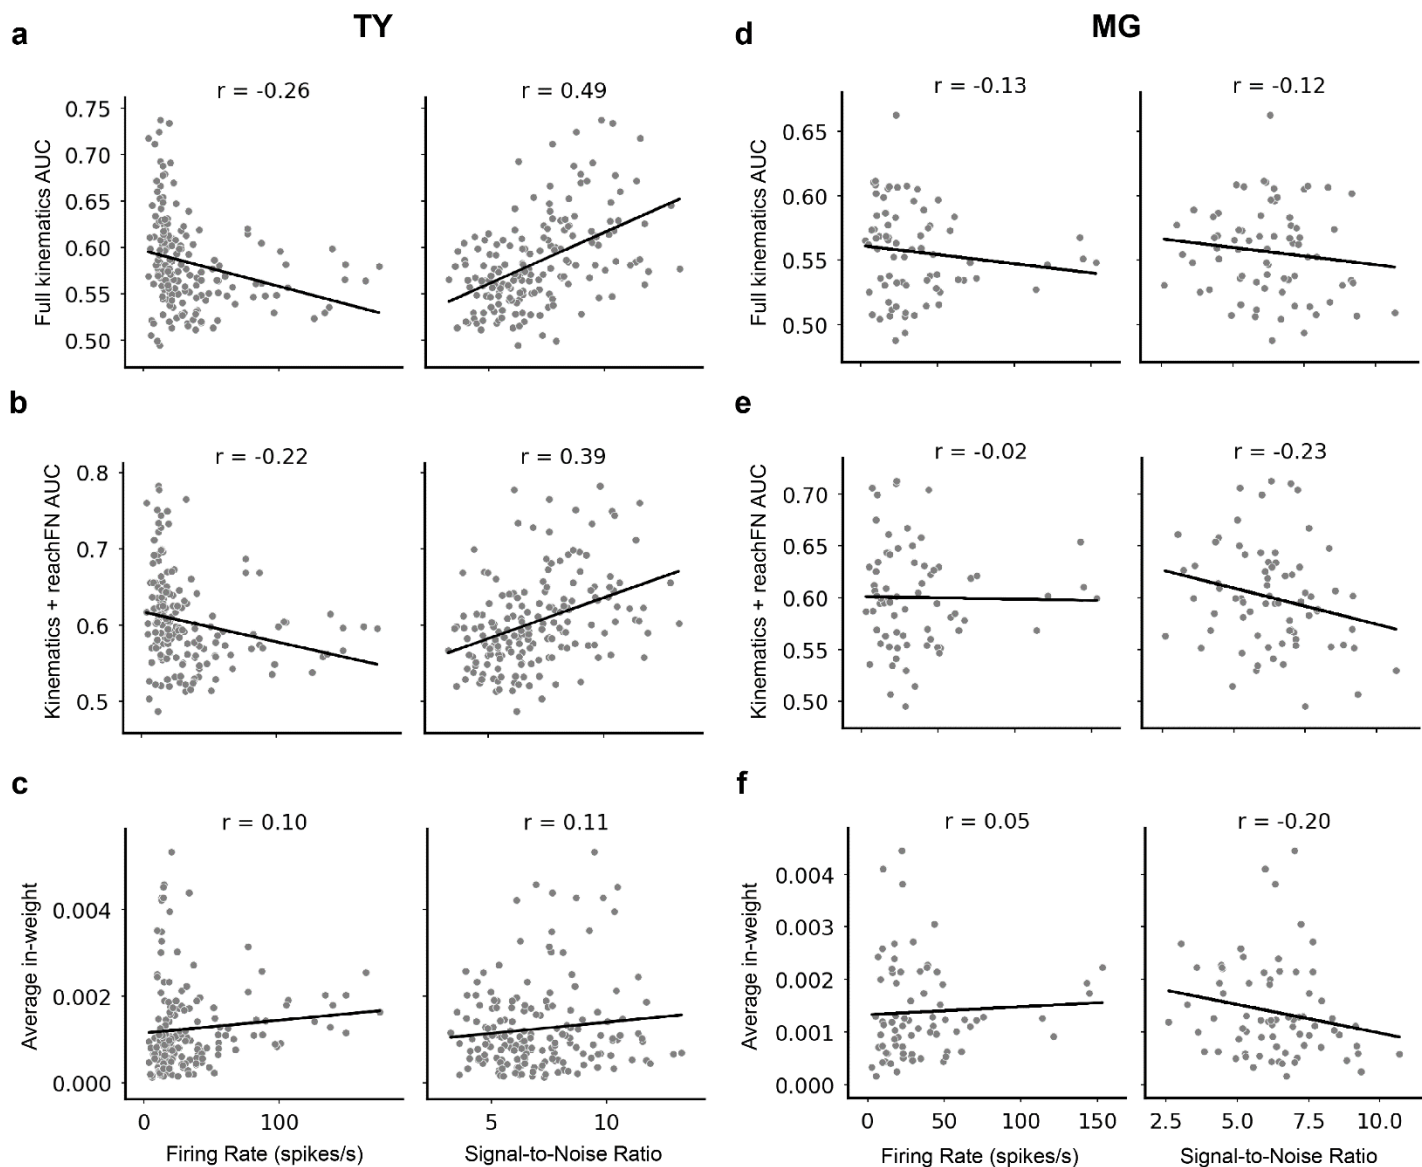 TY
MG
a
d
r = -0.26
r = 0.49
r = -0.13
r = -0.12
Full kinematics AUC
0.75
0.70
0.65
0.60
0.55
0.50
Full kinematics AUC
0.65
0.60
0.55
0.50
b
e
r = -0.22
r = 0.39
r = -0.02
r = -0.23
Kinematics + reachFN AUC
0.8
0.7
0.6
0.5
Kinematics + reachFN AUC
0.70
0.65
0.60
0.55
0.50
c
f
r = 0.10
r = 0.11
r = 0.05
r = -0.20
Average in-weight
0.004
0.002
0.000
Average in-weight
0.004
0.003
0.002
0.001
0.000
0 100
5 10
0 50 100 150
2.5 5.0 7.5 10.0
Firing Rate (spikes/s)
Signal-to-Noise Ratio
Firing Rate (spikes/s)
Signal-to-Noise Ratio